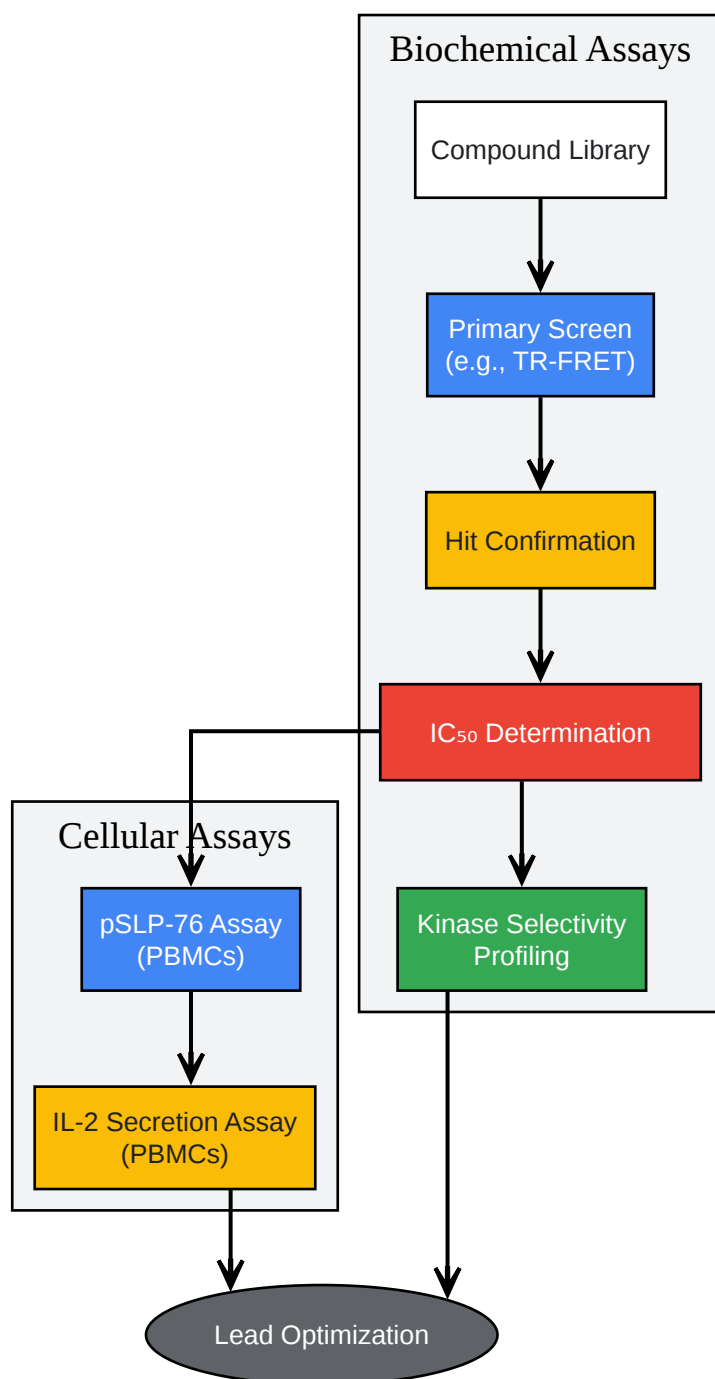 Biochemical Assays
Compound Library
Primary Screen
(e.g., TR-FRET)
Hit Confirmation
IC₅₀ Determination
Cellular Assays
pSLP-76 Assay
(PBMCs)
Kinase Selectivity
Profiling
IL-2 Secretion Assay
(PBMCs)
Lead Optimization